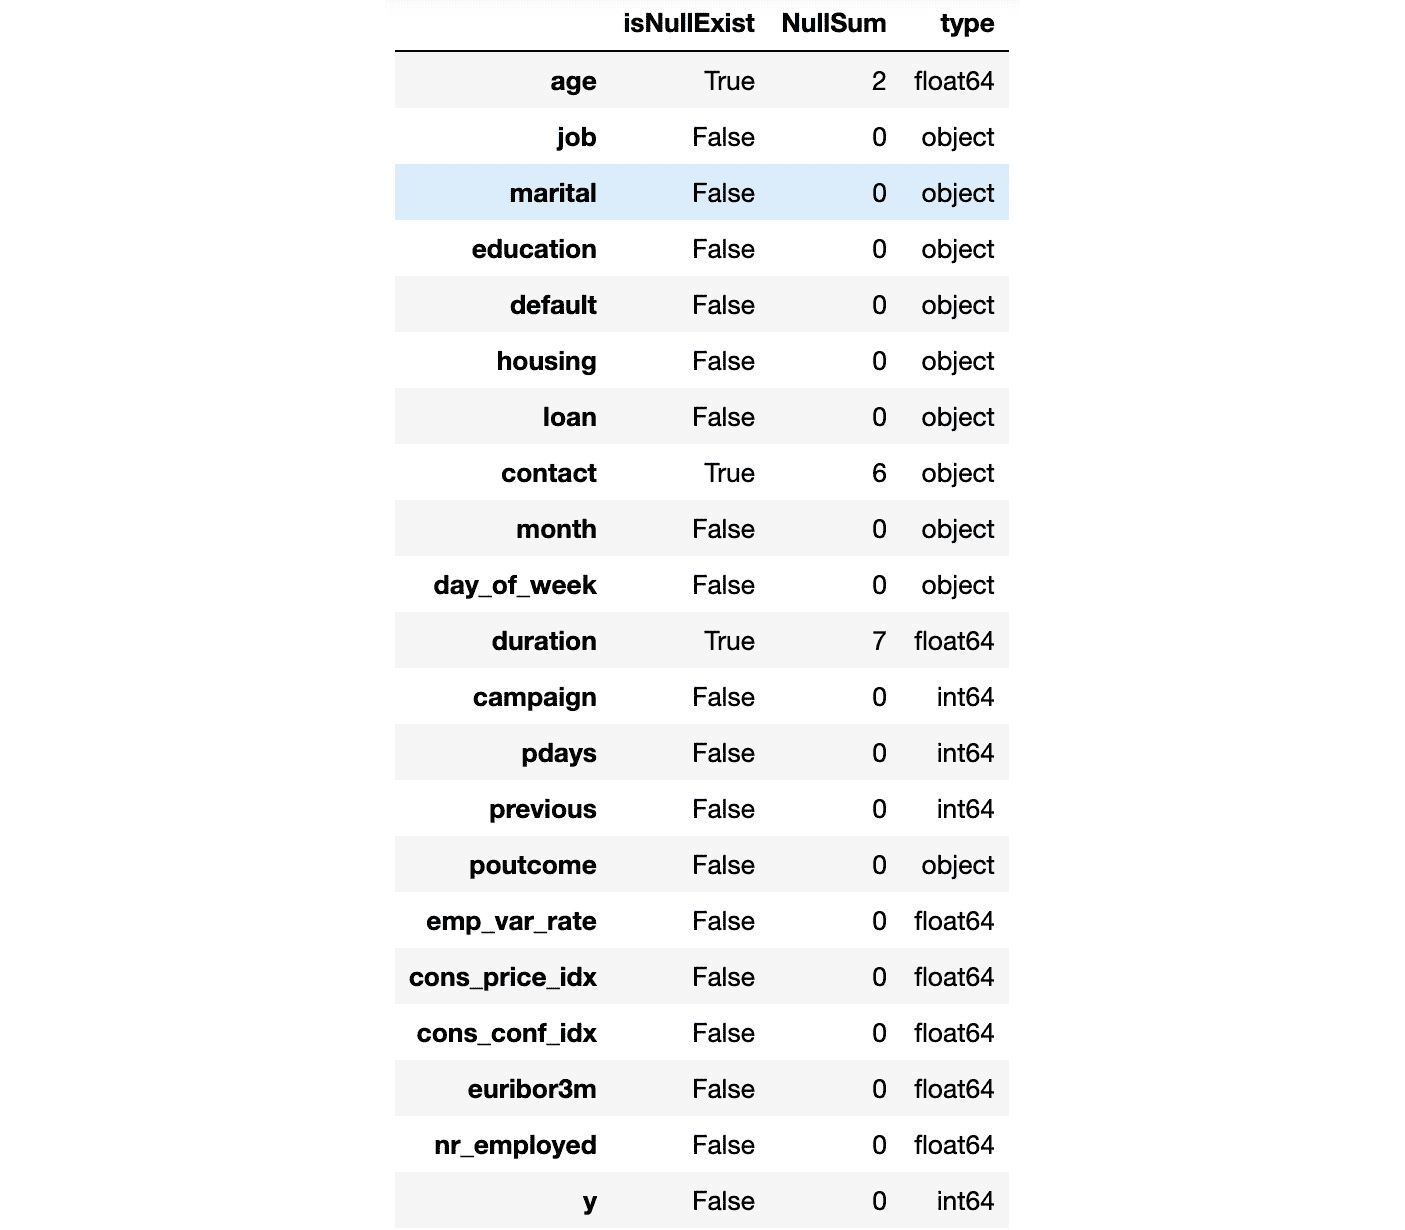 isNullExist NullSum type
age True 2 float64
job False 0 object
marital False 0 object
education False 0 object
default False 0 object
housing False 0 object
loan False 0 object
contact True 6 object
month False 0 object
day_of_week False 0 object
duration True 7 float64
campaign False 0 int64
pdays False 0 int64
previous False 0 int64
poutcome False 0 object
emp_var_rate False 0 float64
cons_price_idx False 0 float64
cons_conf_idx False 0 float64
euribor3m False 0 float64
nr_employed False 0 float64
y False 0 int64